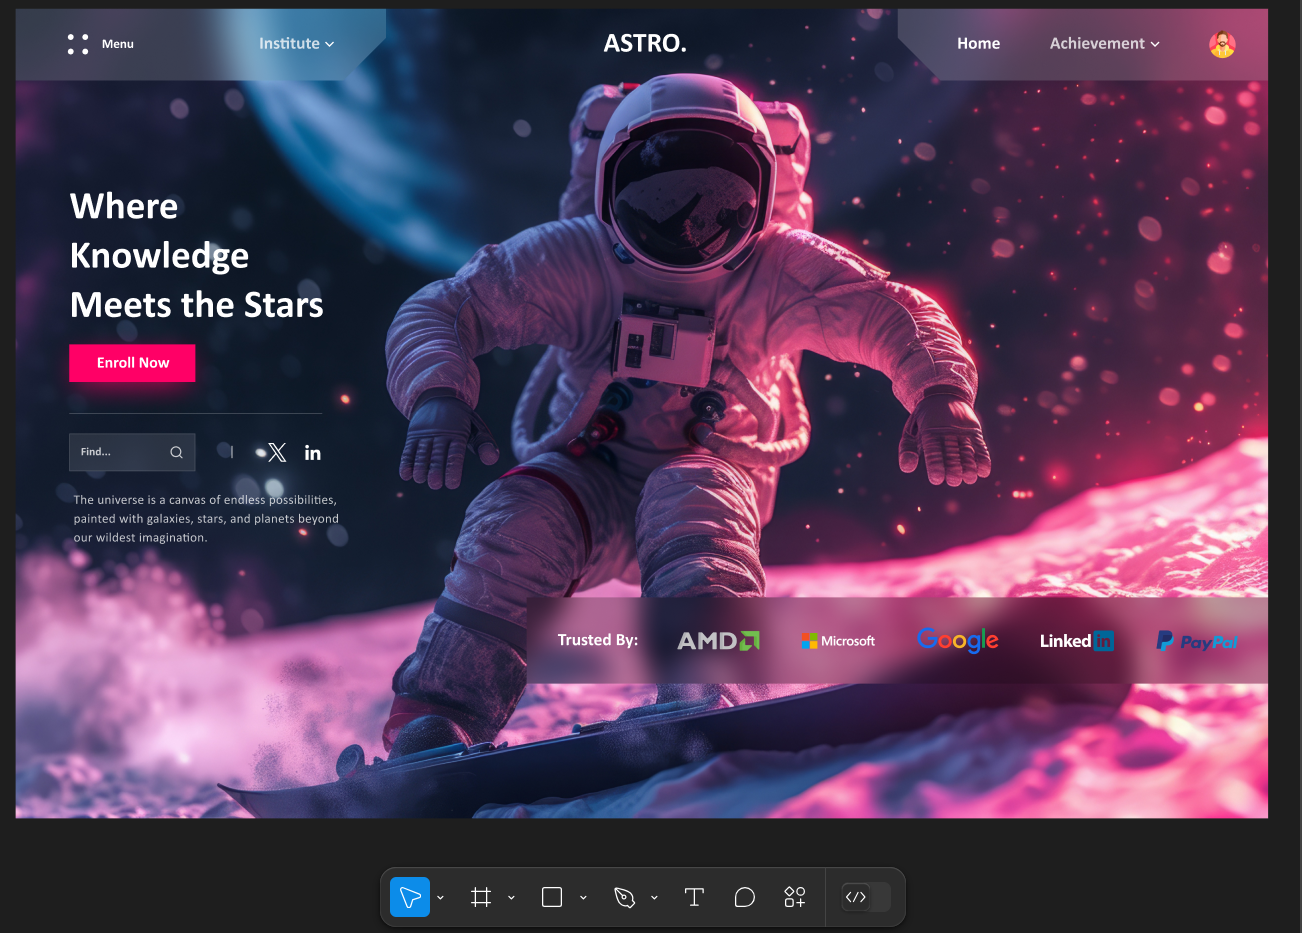 Menu
Institute
ASTRO.
Home
Achievement
Where
Knowledge
Meets the Stars
Enroll Now
Find...
X
in
The universe is a canvas of endless possibilities,
painted with galaxies, stars, and planets beyond
our wildest imagination.
Trusted By:
AMD
Microsoft
Google
Linked in
PayPal